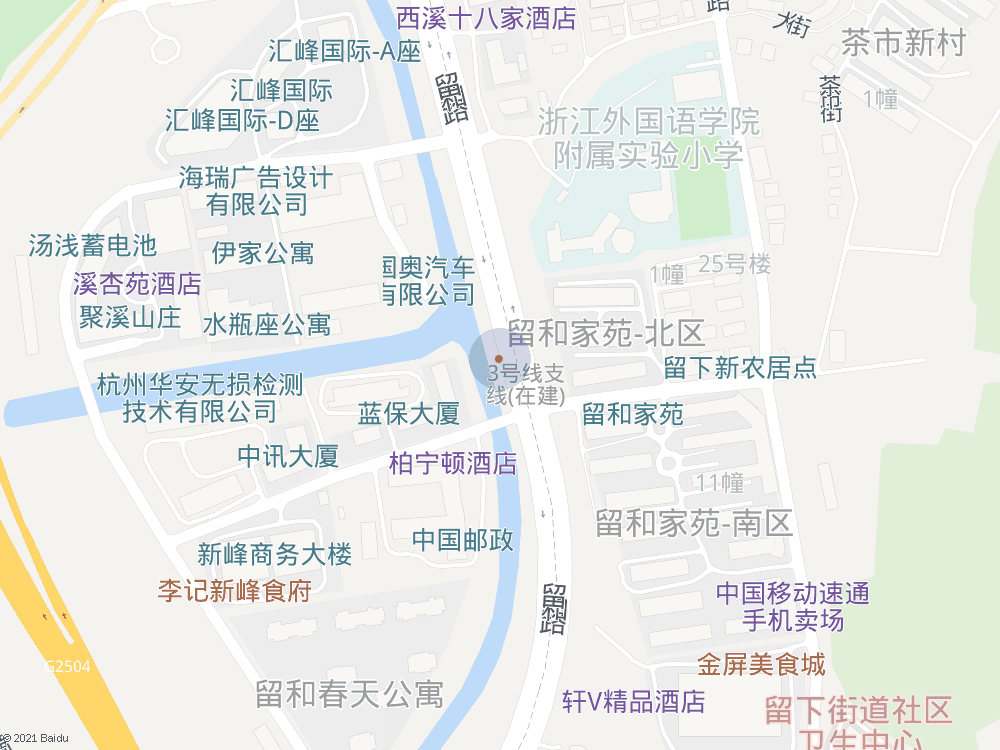 西溪十八家酒店
路
大街
汇峰国际-A座
茶市新村
汇峰国际
留和路
茶市街
1幢
汇峰国际-D座
浙江外国语学院
附属实验小学
海瑞广告设计
有限公司
汤浅蓄电池
伊家公寓
国奥汽车
有限公司
1幢
25号楼
溪杏苑酒店
聚溪山庄
水瓶座公寓
留和家苑-北区
3号线支
线(在建)
留下新农居点
杭州华安无损检测
技术有限公司
蓝保大厦
留和家苑
中讯大厦
柏宁顿酒店
11幢
留和家苑-南区
中国邮政
新峰商务大楼
李记新峰食府
留和路
中国移动速通
手机卖场
G2504
金屏美食城
留和春天公寓
轩V精品酒店
留下街道社区
卫生中心
© 2021 Baidu